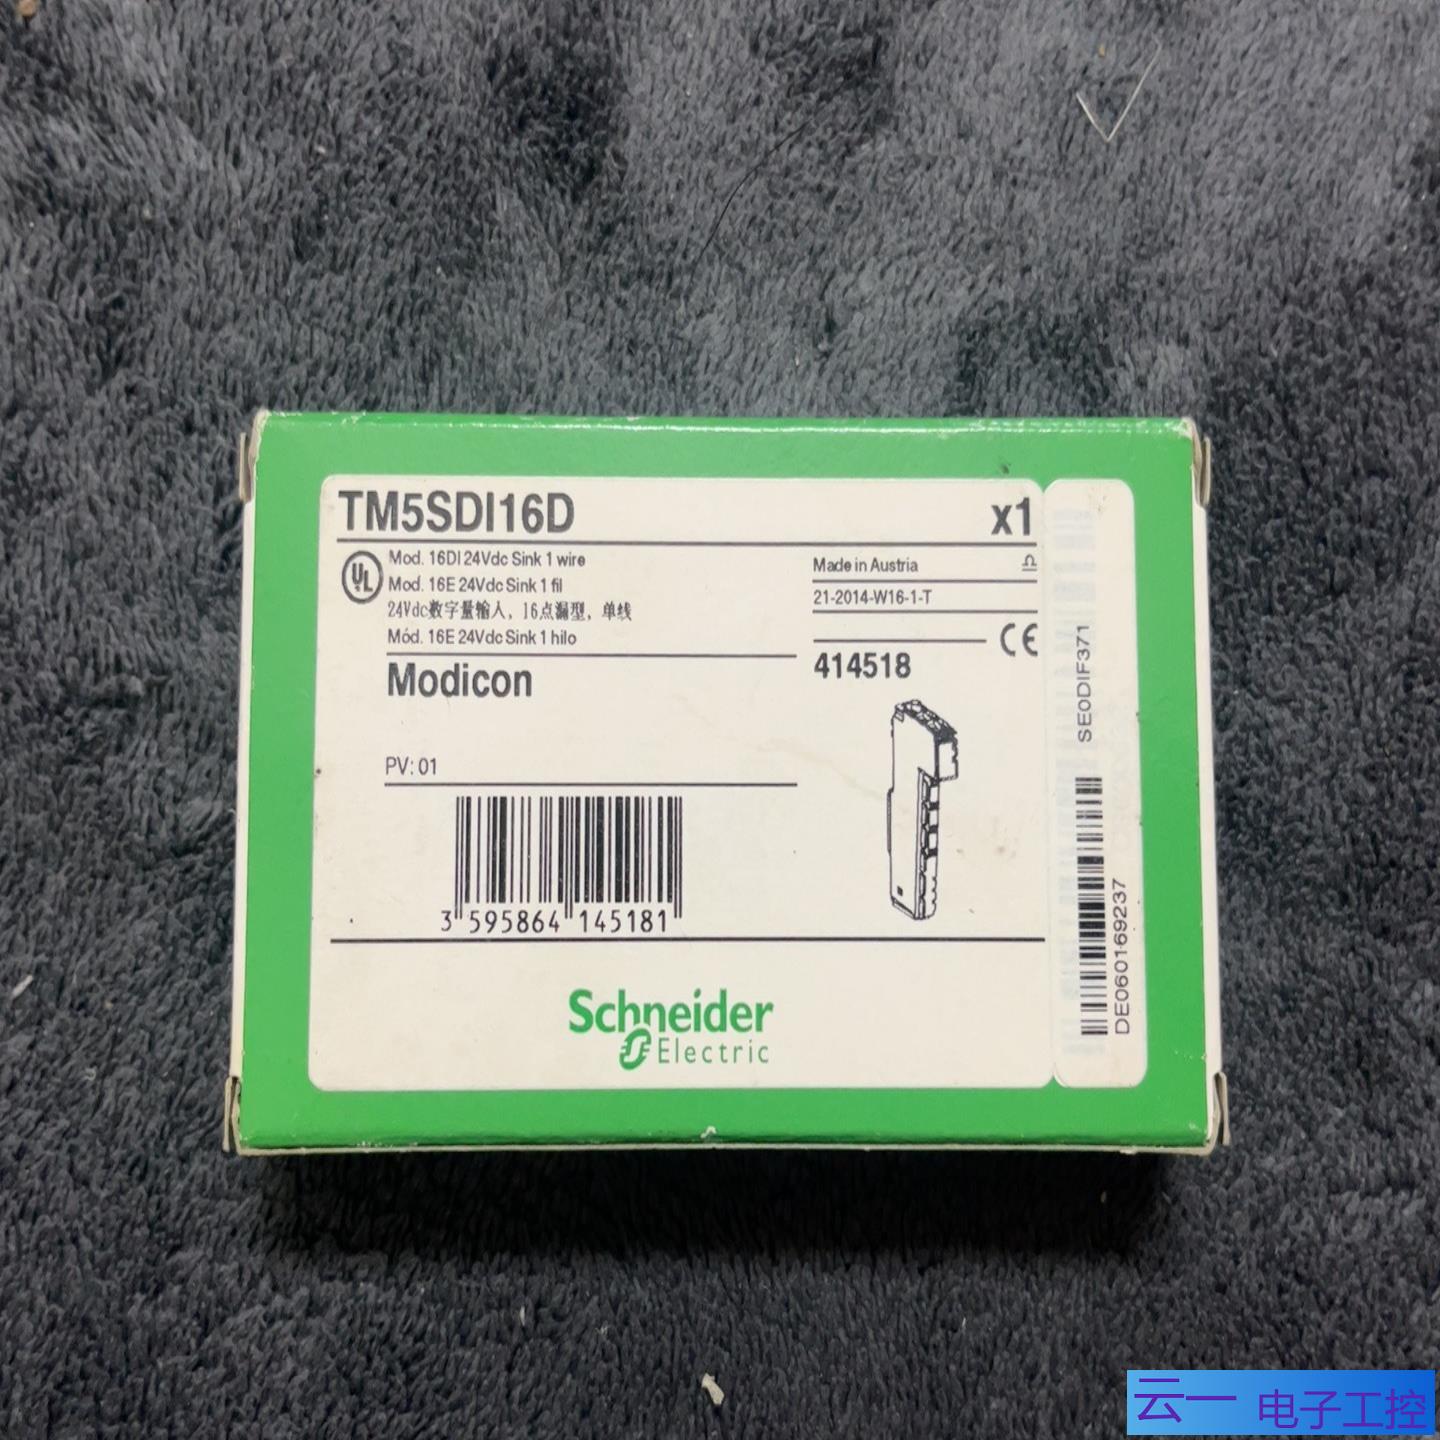 TM5SDI16D
x1
UL
Mod. 16DI 24Vdc Sink 1 wire
Mod. 16E 24Vdc Sink 1 fil
24Vdc数字量输入，16点漏型，单线
Mód. 16E 24Vdc Sink 1 hilo
Modicon
PV: 01
3 595864 145181
Made in Austria
21-2014-W16-1-T
CE
414518
Schneider
Electric
SE0DIF371
DE060169237
云一 电子工控